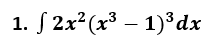 1. ∫ 2x²(x³ − 1)³dx